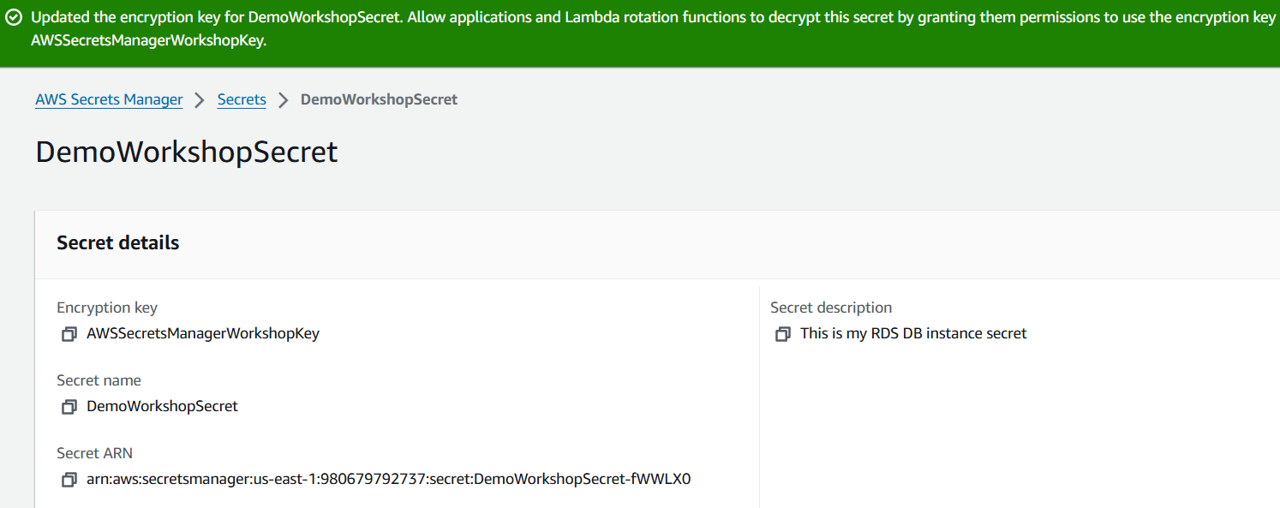 Updated the encryption key for DemoWorkshopSecret. Allow applications and Lambda rotation functions to decrypt this secret by granting them permissions to use the encryption key
AWSSecretsManagerWorkshopKey.
AWS Secrets Manager > Secrets > DemoWorkshopSecret
DemoWorkshopSecret
Secret details
Encryption key
AWSSecretsManagerWorkshopKey
Secret name
DemoWorkshopSecret
Secret ARN
arn:aws:secretsmanager:us-east-1:980679792737:secret:DemoWorkshopSecret-fWWLX0
Secret description
This is my RDS DB instance secret